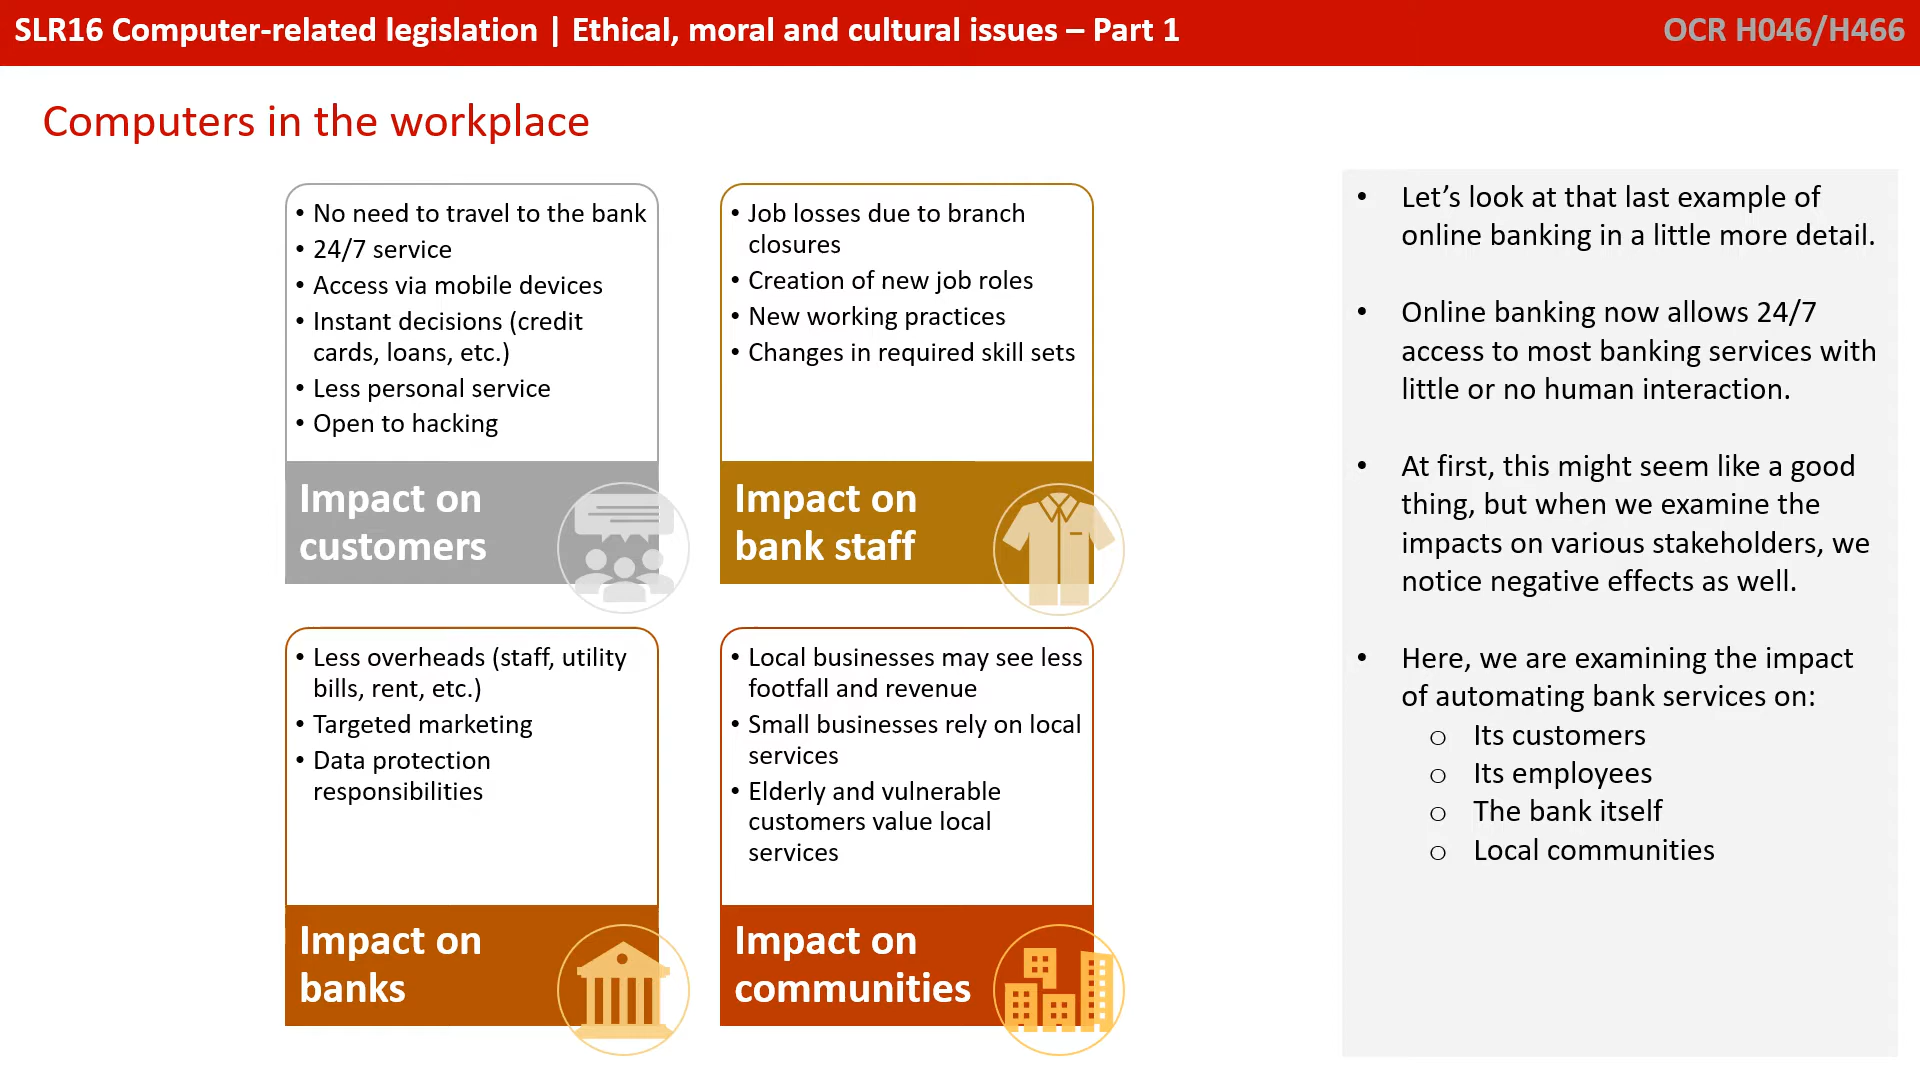 SLR16 Computer-related legislation | Ethical, moral and cultural issues – Part 1
OCR H046/H466
Computers in the workplace
• No need to travel to the bank
• 24/7 service
• Access via mobile devices
• Instant decisions (credit
cards, loans, etc.)
• Less personal service
• Open to hacking
Impact on
customers
• Job losses due to branch
closures
• Creation of new job roles
• New working practices
• Changes in required skill sets
Impact on
bank staff
• Less overheads (staff, utility
bills, rent, etc.)
• Targeted marketing
• Data protection
responsibilities
Impact on
banks
• Local businesses may see less
footfall and revenue
• Small businesses rely on local
services
• Elderly and vulnerable
customers value local
services
Impact on
communities
• Let’s look at that last example of
online banking in a little more detail.
• Online banking now allows 24/7
access to most banking services with
little or no human interaction.
• At first, this might seem like a good
thing, but when we examine the
impacts on various stakeholders, we
notice negative effects as well.
• Here, we are examining the impact
of automating bank services on:
o Its customers
o Its employees
o The bank itself
o Local communities